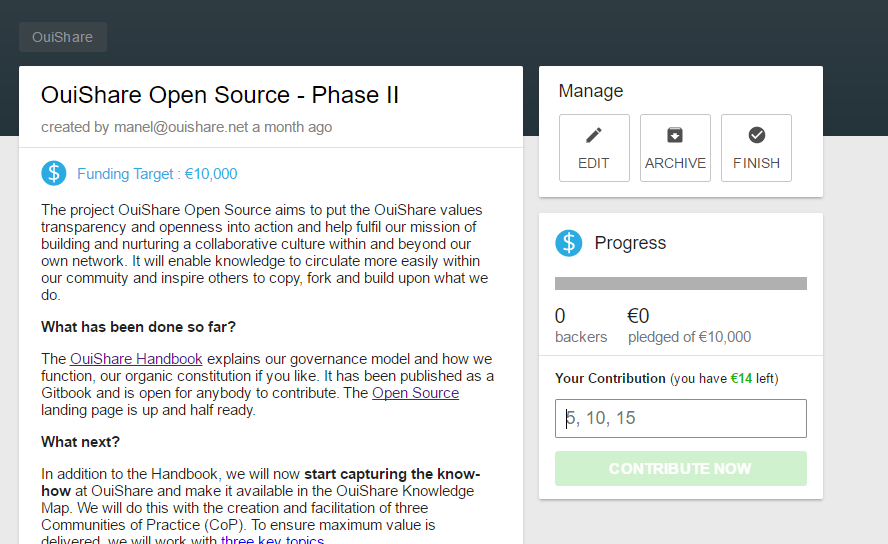 OuiShare
OuiShare Open Source - Phase II
created by manel@ouishare.net a month ago
Funding Target : €10,000
The project OuiShare Open Source aims to put the OuiShare values
transparency and openness into action and help fulfil our mission of
building and nurturing a collaborative culture within and beyond our
own network. It will enable knowledge to circulate more easily within
our commuity and inspire others to copy, fork and build upon what we
do.
What has been done so far?
The OuiShare Handbook explains our governance model and how we
function, our organic constitution if you like. It has been published as a
Gitbook and is open for anybody to contribute. The Open Source
landing page is up and half ready.
What next?
In addition to the Handbook, we will now start capturing the know-
how at OuiShare and make it available in the OuiShare Knowledge
Map. We will do this with the creation and facilitation of three
Communities of Practice (CoP). To ensure maximum value is
delivered, we will work with three key topics
Manage
EDIT
ARCHIVE
FINISH
Progress
0
backers
€0
pledged of €10,000
Your Contribution (you have €14 left)
5, 10, 15
CONTRIBUTE NOW